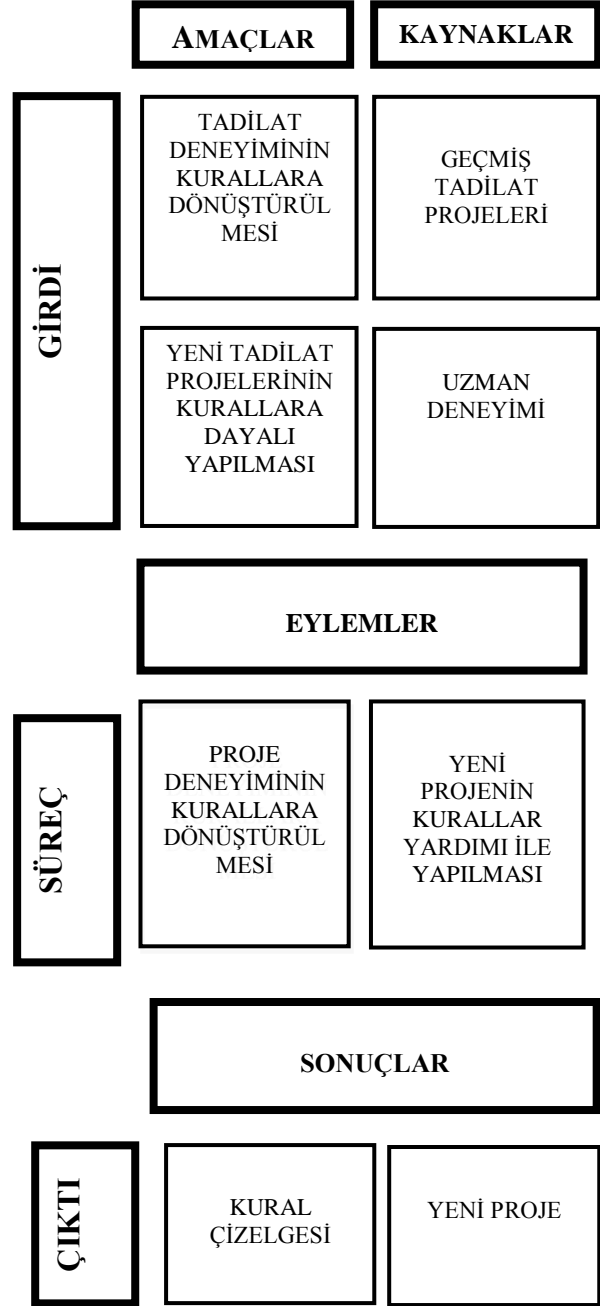 AMAÇLAR
KAYNAKLAR
GİRDİ
TADİLAT
DENEYİMİNİN
KURALLARA
DÖNÜŞTÜRÜL
MESİ
GEÇMİŞ
TADİLAT
PROJELERİ
YENİ TADİLAT
PROJELERİNİN
KURALLARA
DAYALI
YAPILMASI
UZMAN
DENEYİMİ
EYLEMLER
SÜREÇ
PROJE
DENEYİMİNİN
KURALLARA
DÖNÜŞTÜRÜL
MESİ
YENİ
PROJENİN
KURALLAR
YARDIMI İLE
YAPILMASI
SONUÇLAR
ÇIKTI
KURAL
ÇİZELGESİ
YENİ PROJE